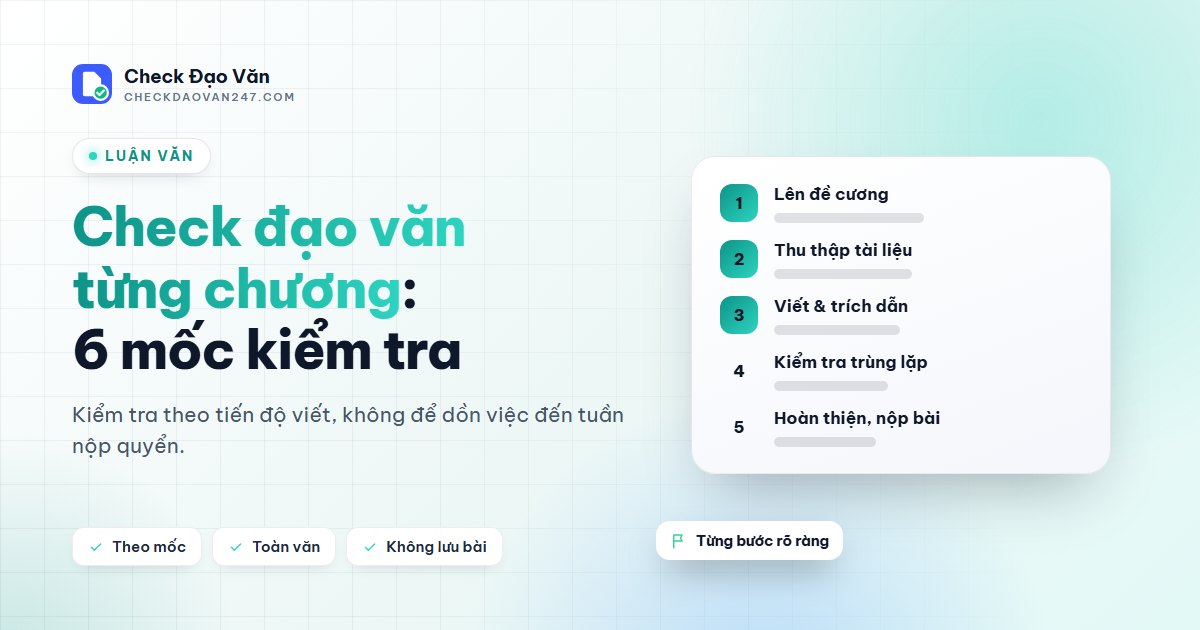 Check Đạo Văn
CHECKDAOVAN247.COM
LUẬN VĂN
Check đạo văn
từng chương:
6 mốc kiểm tra
Kiểm tra theo tiến độ viết, không để dồn việc đến tuần
nộp quyển.
Theo mốc
Toàn văn
Không lưu bài
1 Lên đề cương
2 Thu thập tài liệu
3 Viết & trích dẫn
4 Kiểm tra trùng lặp
5 Hoàn thiện, nộp bài
Từng bước rõ ràng